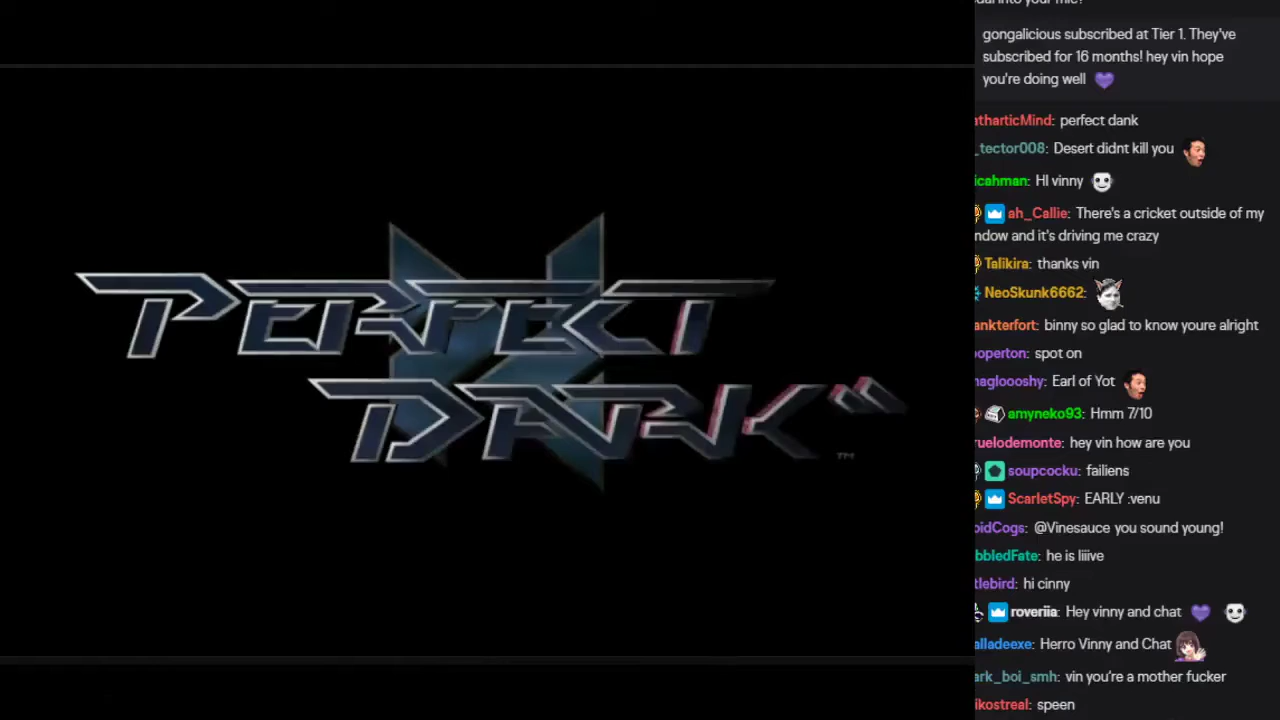 PERFECT
DARK
™
gongalicious subscribed at Tier 1. They've
subscribed for 16 months! hey vin hope
you're doing well
atharticMind: perfect dank
_tector008: Desert didnt kill you
icahman: HI vinny
ah_Callie: There's a cricket outside of my
ndow and it's driving me crazy
Talikira: thanks vin
NeoSkunk6662:
ankterfort: binny so glad to know youre alright
operton: spot on
nagloooshy: Earl of Yot
amyneko93: Hmm 7/10
ruelodemonte: hey vin how are you
soupcocku: failiens
ScarletSpy: EARLY :venu
oidCogs: @Vinesauce you sound young!
bbledFate: he is liiive
tlebird: hi cinny
roveriia: Hey vinny and chat
alladeexe: Herro Vinny and Chat
ark_boi_smh: vin you're a mother fucker
ikostreal: speen